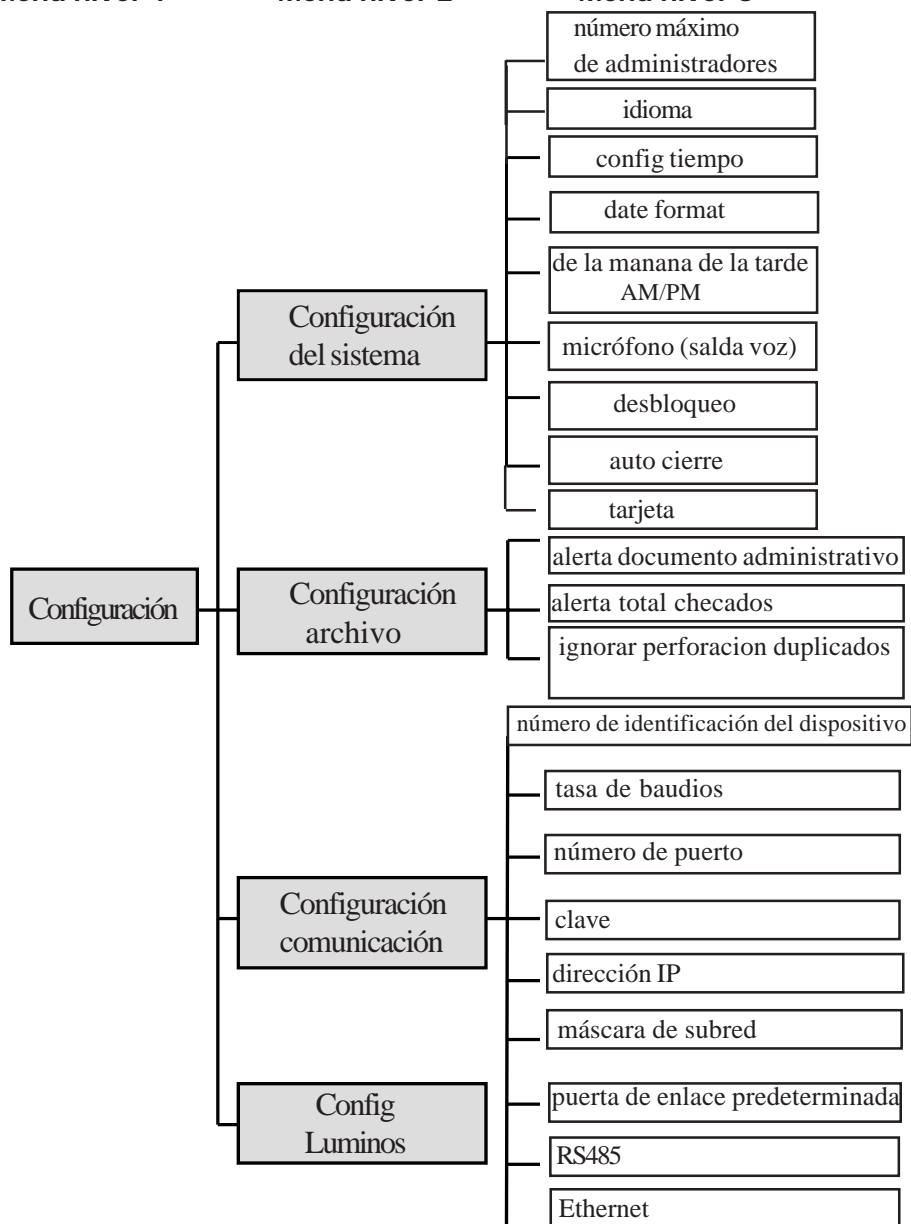 número máximo
de administradores
idioma
config tiempo
date format
de la manana de la tarde
AM/PM
Configuración
del sistema
micrófono (salda voz)
desbloqueo
auto cierre
tarjeta
alerta documento administrativo
Configuración
Configuración
archivo
alerta total checados
ignorar perforacion duplicados
número de identificación del dispositivo
tasa de baudios
número de puerto
Configuración
comunicación
clave
dirección IP
máscara de subred
Config
Luminos
puerta de enlace predeterminada
RS485
Ethernet